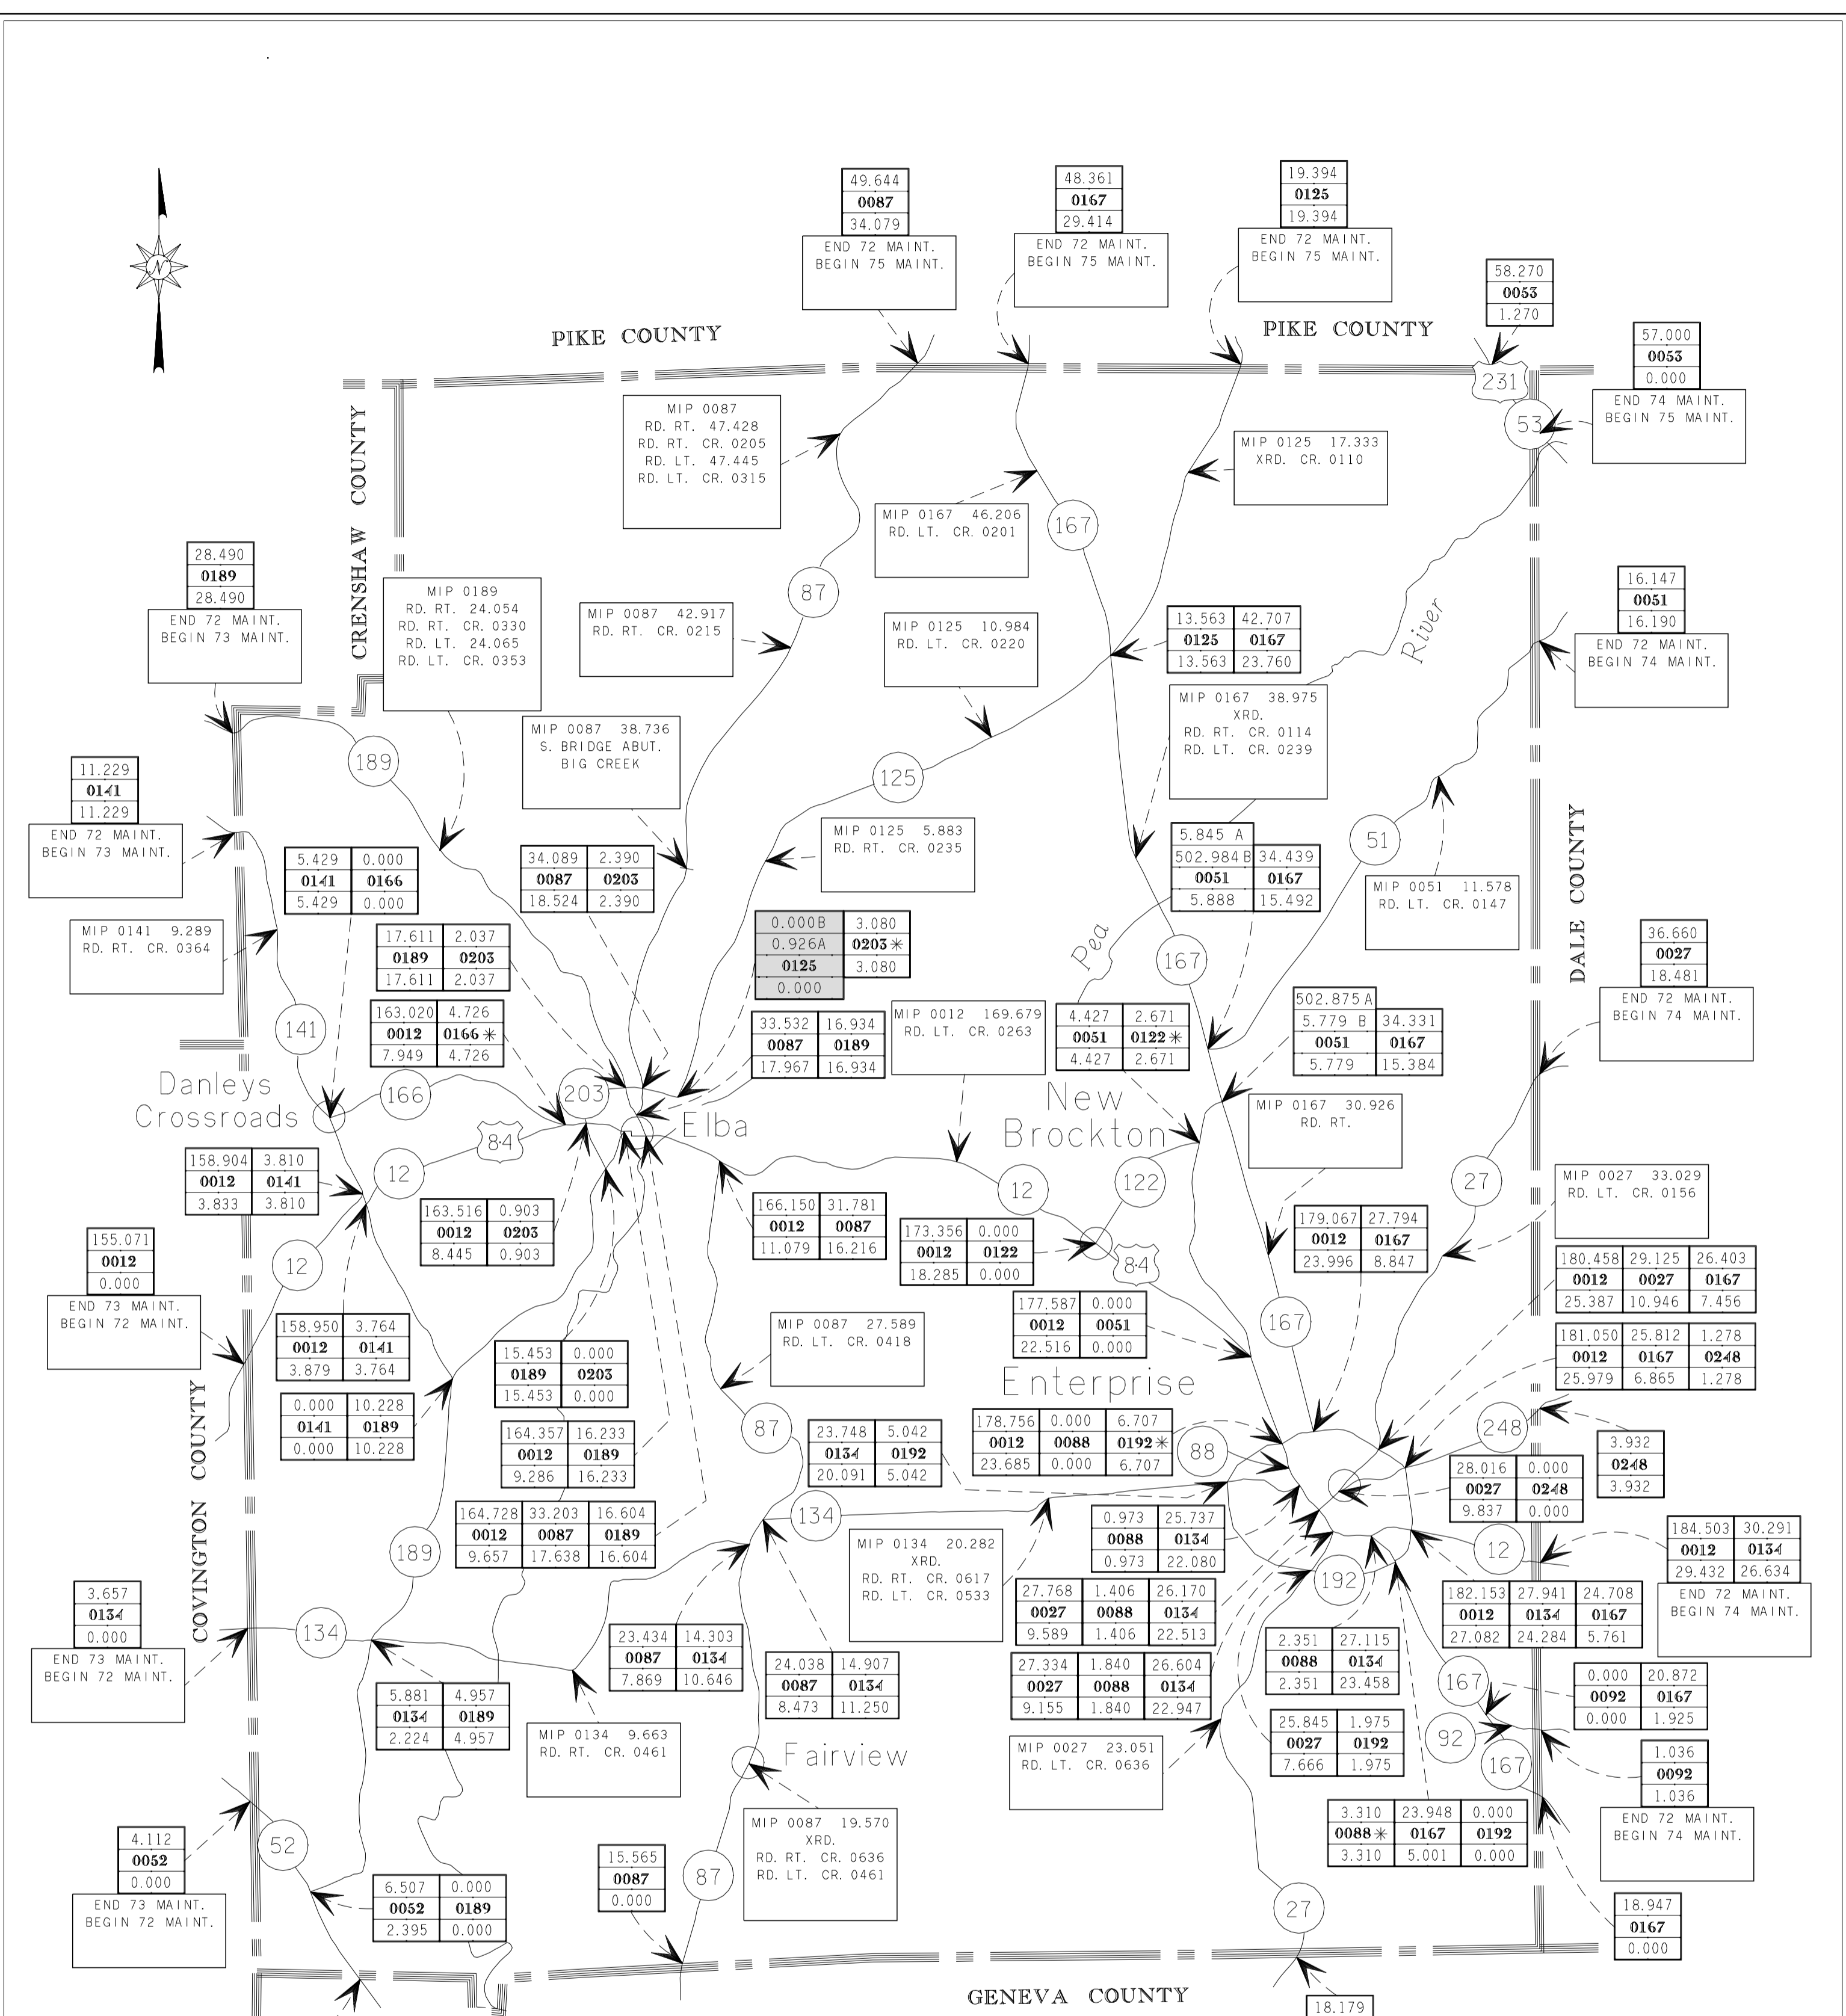 49.644
0087
34.079
END 72 MAINT.
BEGIN 75 MAINT.
48.361
0167
29.414
END 72 MAINT.
BEGIN 75 MAINT.
19.394
0125
19.394
END 72 MAINT.
BEGIN 75 MAINT.
58.270
0053
1.270
57.000
0053
0.000
END 74 MAINT.
BEGIN 75 MAINT.
N
PIKE COUNTY
PIKE COUNTY
231
53
CRENSHAW COUNTY
MIP 0087
RD. RT. 47.428
RD. RT. CR. 0205
RD. LT. 47.445
RD. LT. CR. 0315
MIP 0125 17.333
XRD. CR. 0110
MIP 0167 46.206
RD. LT. CR. 0201
167
28.490
0189
28.490
END 72 MAINT.
BEGIN 73 MAINT.
MIP 0189
RD. RT. 24.054
RD. RT. CR. 0330
RD. LT. 24.065
RD. LT. CR. 0353
87
MIP 0087 42.917
RD. RT. CR. 0215
MIP 0125 10.984
RD. LT. CR. 0220
13.563 42.707
0125 0167
13.563 23.760
River
16.147
0051
16.190
END 72 MAINT.
BEGIN 74 MAINT.
MIP 0167 38.975
XRD.
RD. RT. CR. 0114
RD. LT. CR. 0239
MIP 0087 38.736
S. BRIDGE ABUT.
BIG CREEK
189
125
11.229
0141
11.229
END 72 MAINT.
BEGIN 73 MAINT.
MIP 0125 5.883
RD. RT. CR. 0235
51
DALE COUNTY
5.429 0.000
0141 0166
5.429 0.000
34.089 2.390
0087 0203
18.524 2.390
5.845 A
502.984 B 34.439
0051 0167
5.888 15.492
MIP 0051 11.578
RD. LT. CR. 0147
MIP 0141 9.289
RD. RT. CR. 0364
17.611 2.037
0189 0203
17.611 2.037
0.000B 3.080
0.926A 0203 *
0125 3.080
0.000
Pea
167
36.660
0027
18.481
END 72 MAINT.
BEGIN 74 MAINT.
163.020 4.726
0012 0166 *
7.949 4.726
MIP 0012 169.679
RD. LT. CR. 0263
33.532 16.934
0087 0189
17.967 16.934
4.427 2.671
0051 0122 *
4.427 2.671
502.875 A
5.779 B 34.331
0051 0167
5.779 15.384
141
Danleys
Crossroads
166
203
84
Elba
New
Brockton
MIP 0167 30.926
RD. RT.
158.904 3.810
0012 0141
3.833 3.810
12
163.516 0.903
0012 0203
8.445 0.903
166.150 31.781
0012 0087
11.079 16.216
12
122
27
MIP 0027 33.029
RD. LT. CR. 0156
173.356 0.000
0012 0122
18.285 0.000
84
179.067 27.794
0012 0167
23.996 8.847
180.458 29.125 26.403
0012 0027 0167
25.387 10.946 7.456
155.071
0012
0.000
END 73 MAINT.
BEGIN 72 MAINT.
12
158.950 3.764
0012 0141
3.879 3.764
177.587 0.000
0012 0051
22.516 0.000
167
181.050 25.812 1.278
0012 0167 0248
25.979 6.865 1.278
MIP 0087 27.589
RD. LT. CR. 0418
15.453 0.000
0189 0203
15.453 0.000
Enterprise
COVINGTON COUNTY
0.000 10.228
0141 0189
0.000 10.228
164.357 16.233
0012 0189
9.286 16.233
87
23.748 5.042
0134 0192
20.091 5.042
178.756 0.000 6.707
0012 0088 0192 *
23.685 0.000 6.707
88
248
3.932
0248
3.932
28.016 0.000
0027 0248
9.837 0.000
164.728 33.203 16.604
0012 0087 0189
9.657 17.638 16.604
134
MIP 0134 20.282
XRD.
RD. RT. CR. 0617
RD. LT. CR. 0533
0.973 25.737
0088 0134
0.973 22.080
12
184.503 30.291
0012 0134
29.432 26.634
END 72 MAINT.
BEGIN 74 MAINT.
189
27.768 1.406 26.170
0027 0088 0134
9.589 1.406 22.513
192
182.153 27.941 24.708
0012 0134 0167
27.082 24.284 5.761
3.657
0134
0.000
END 73 MAINT.
BEGIN 72 MAINT.
134
23.434 14.303
0087 0134
7.869 10.646
24.038 14.907
0087 0134
8.473 11.250
27.334 1.840 26.604
0027 0088 0134
9.155 1.840 22.947
2.351 27.115
0088 0134
2.351 23.458
167
0.000 20.872
0092 0167
0.000 1.925
5.881 4.957
0134 0189
2.224 4.957
MIP 0134 9.663
RD. RT. CR. 0461
Fairview
MIP 0027 23.051
RD. LT. CR. 0636
25.845 1.975
0027 0192
7.666 1.975
92
167
1.036
0092
1.036
END 72 MAINT.
BEGIN 74 MAINT.
4.112
0052
0.000
END 73 MAINT.
BEGIN 72 MAINT.
52
MIP 0087 19.570
XRD.
RD. RT. CR. 0636
RD. LT. CR. 0461
3.310 23.948 0.000
0088 * 0167 0192
3.310 5.001 0.000
15.565
0087
0.000
87
6.507 0.000
0052 0189
2.395 0.000
27
18.947
0167
0.000
GENEVA COUNTY
18.179